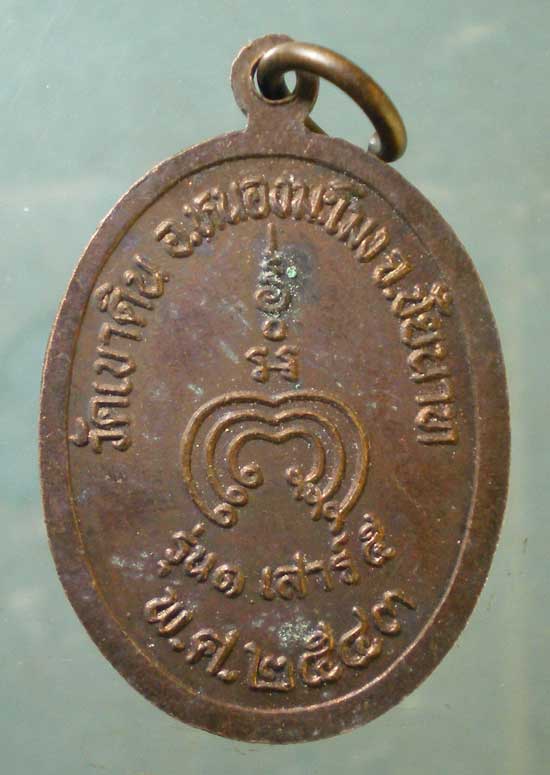 วัดเขาดิน อ.หนองมะโมง จ.ชัยนาท
รุ่น๑ เสาร์ ๕
พ.ศ.๒๕๔๓